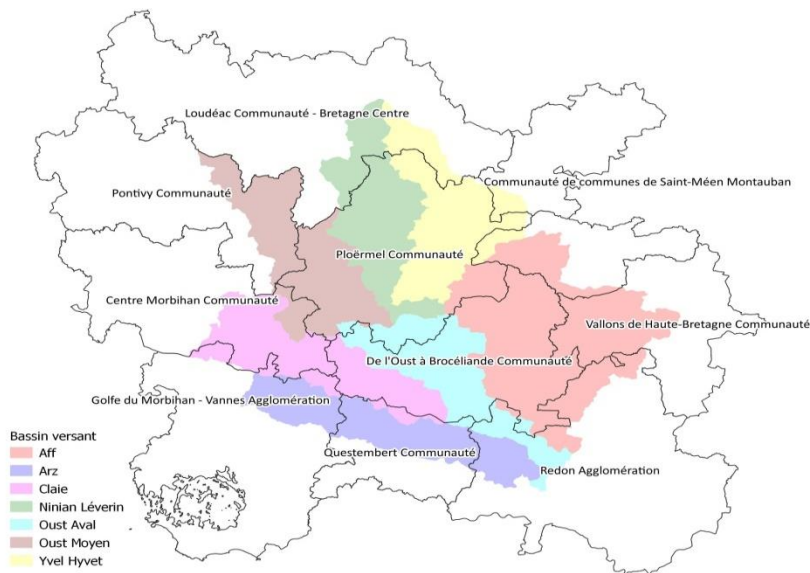 Loudéac Communauté - Bretagne Centre
Communauté de communes de Saint-Méen Montauban
Pontivy Communauté
Ploërmel Communauté
Centre Morbihan Communauté
Vallons de Haute-Bretagne Communauté
De l'Oust à Brocéliande Communauté
Golfe du Morbihan - Vannes Agglomération
Questembert Communauté
Redon Agglomération
Bassin versant
Aff
Arz
Claie
Ninian Léverin
Oust Aval
Oust Moyen
Yvel Hyvet